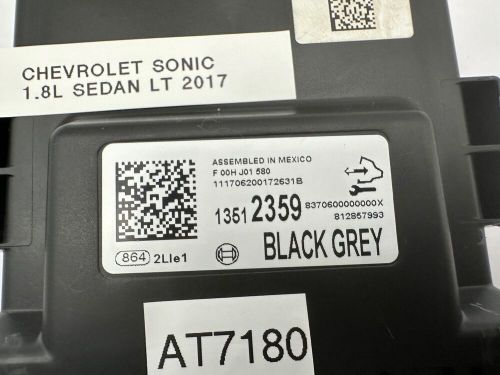 CHEVROLET SONIC
1.8L SEDAN LT 2017
ASSEMBLED IN MEXICO
F 00H J01 580
111706200172631B
1351 2359
8370600000000X
812857993
864 2LIe1
BLACK GREY
AT7180